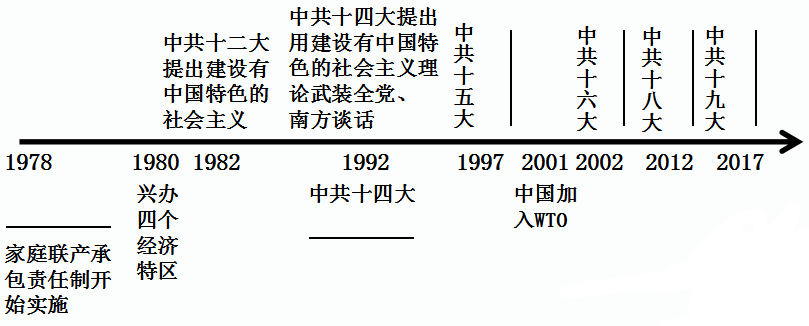 中共十二大
提出建设有
中国特色的
社会主义
中共十四大提出
用建设有中国特
色的社会主义理
论武装全党、
南方谈话
中共十五大
中共十六大
中共十八大
中共十九大
1978
1980
1982
1992
1997
2001
2002
2012
2017
家庭联产承
包责任制开
始实施
兴办
四个
经济
特区
中共十四大
中国加
入WTO